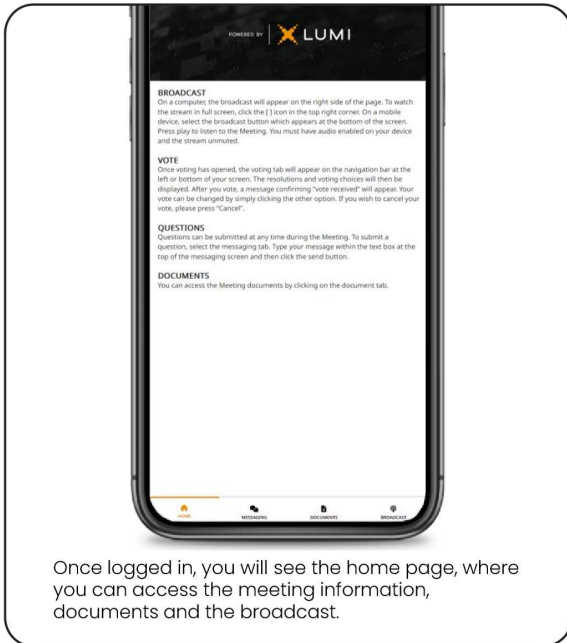 POWERED BY LUMI
BROADCAST
On a computer, the broadcast will appear on the right side of the page. To watch
the stream in full screen, click the [ ] icon in the top right corner. On a mobile
device, select the broadcast button which appears at the bottom of the screen.
Press play to listen to the Meeting. You must have audio enabled on your device
and the stream unmuted.
VOTE
Once voting has opened, the voting tab will appear on the navigation bar at the
left or bottom of your screen. The resolutions and voting choices will then be
displayed. After you vote, a message confirming "vote received" will appear. Your
vote can be changed by simply clicking the other option. If you wish to cancel your
vote, please press "Cancel".
QUESTIONS
Questions can be submitted at any time during the Meeting. To submit a
question, select the messaging tab. Type your message within the text box at the
top of the messaging screen and then click the send button.
DOCUMENTS
You can access the Meeting documents by clicking on the document tab.
HOME MESSAGING DOCUMENTS BROADCAST
Once logged in, you will see the home page, where
you can access the meeting information,
documents and the broadcast.